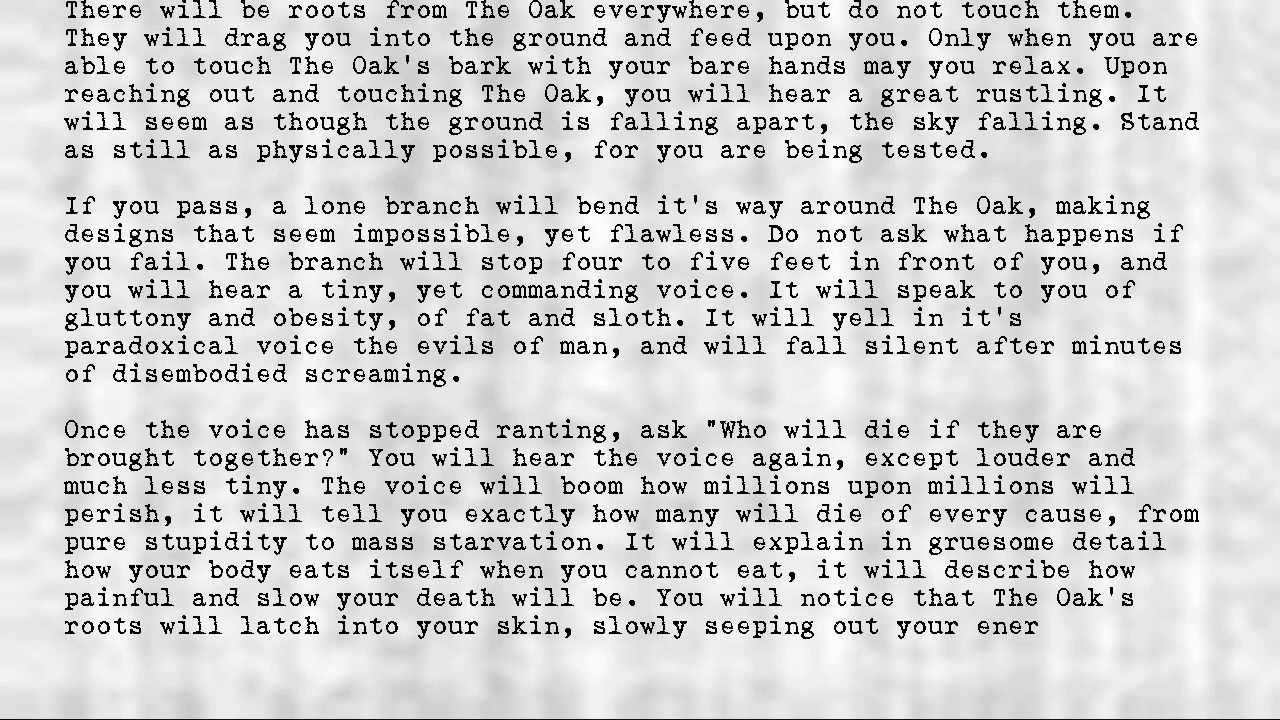 There will be roots from The Oak everywhere, but do not touch them.
They will drag you into the ground and feed upon you. Only when you are
able to touch The Oak's bark with your bare hands may you relax. Upon
reaching out and touching The Oak, you will hear a great rustling. It
will seem as though the ground is falling apart, the sky falling. Stand
as still as physically possible, for you are being tested.

If you pass, a lone branch will bend it's way around The Oak, making
designs that seem impossible, yet flawless. Do not ask what happens if
you fail. The branch will stop four to five feet in front of you, and
you will hear a tiny, yet commanding voice. It will speak to you of
gluttony and obesity, of fat and sloth. It will yell in it's
paradoxical voice the evils of man, and will fall silent after minutes
of disembodied screaming.

Once the voice has stopped ranting, ask "Who will die if they are
brought together?" You will hear the voice again, except louder and
much less tiny. The voice will boom how millions upon millions will
perish, it will tell you exactly how many will die of every cause, from
pure stupidity to mass starvation. It will explain in gruesome detail
how your body eats itself when you cannot eat, it will describe how
painful and slow your death will be. You will notice that The Oak's
roots will latch into your skin, slowly seeping out your ener